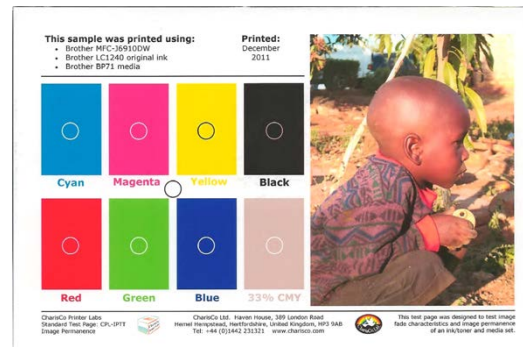 This sample was printed using:
• Brother MFC-J6910DW
• Brother LC1240 original ink
• Brother BP71 media
Printed:
December
2011
Cyan
Magenta
Yellow
Black
Red
Green
Blue
33% CMY
CharisCo Printer Labs
Standard Test Page: CPL-IPTT
Image Permanence
CharisCo Ltd. Haven House, 389 London Road
Hemel Hempstead, Hertfordshire, United Kingdom, HP3 9AB
Tel: +44 (0)1442 231321 www.charisco.com
This test page was designed to test image
fade characteristics and image permanence
of an ink/toner and media set.